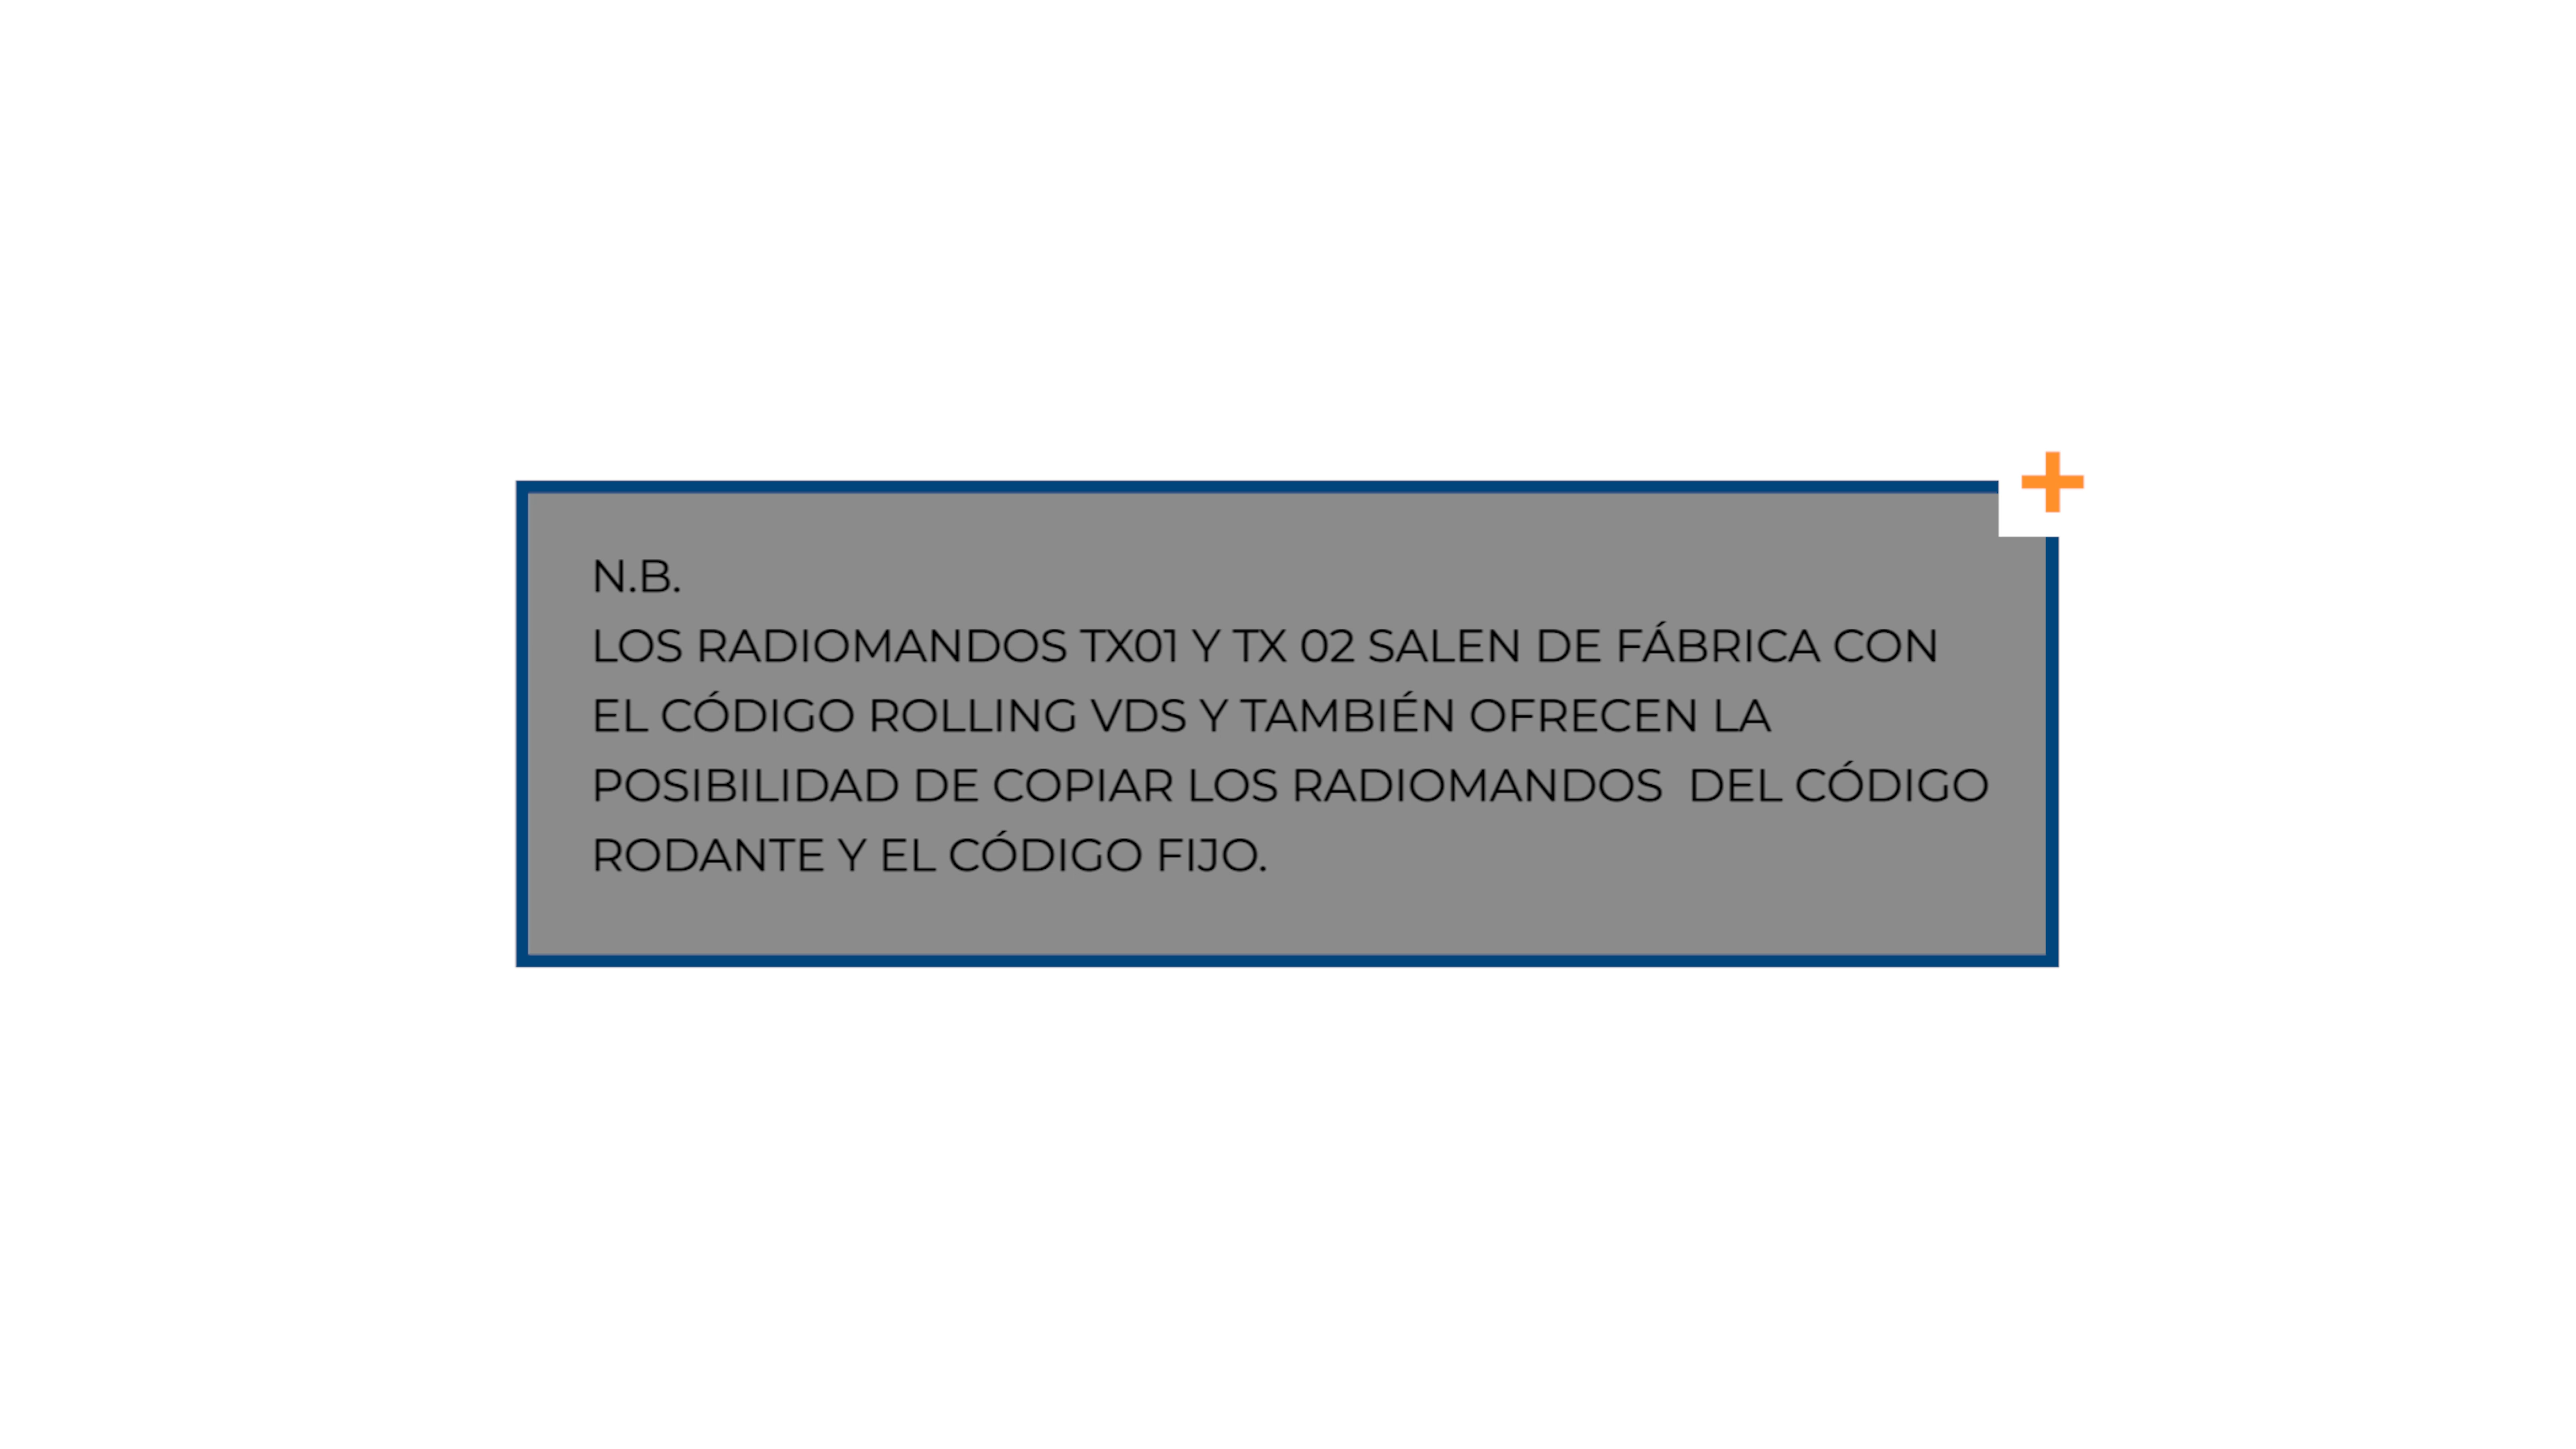 N.B.
LOS RADIOMANDOS TX01 Y TX 02 SALEN DE FÁBRICA CON
EL CÓDIGO ROLLING VDS Y TAMBIÉN OFRECEN LA
POSIBILIDAD DE COPIAR LOS RADIOMANDOS  DEL CÓDIGO
RODANTE Y EL CÓDIGO FIJO.